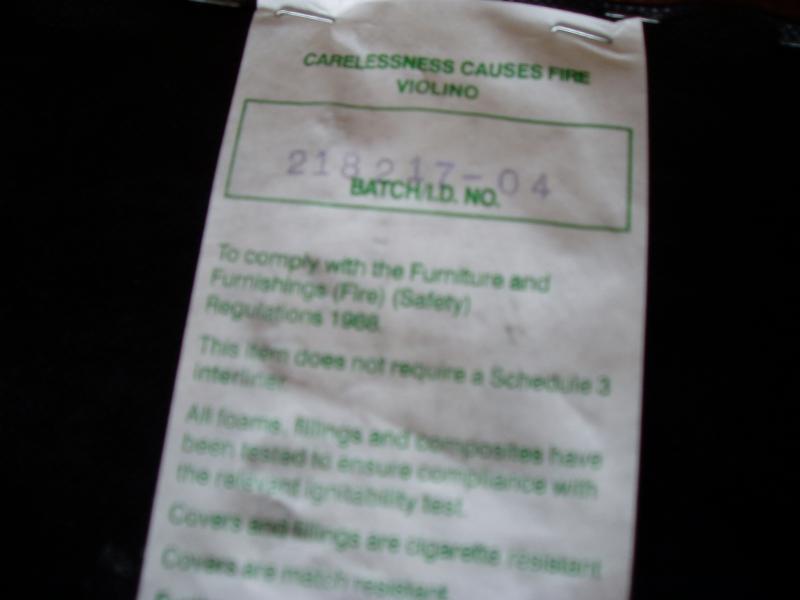 CARELESSNESS CAUSES FIRE
VIOLINO
218217-04
BATCH I.D. NO.
To comply with the Furniture and
Furnishings (Fire) (Safety)
Regulations 1988.
This item does not require a Schedule 3
interliner
All foams, fillings and composites have
been tested to ensure compliance with
the relevant ignitability test.
Covers and fillings are cigarette resistant
Covers are match resistant